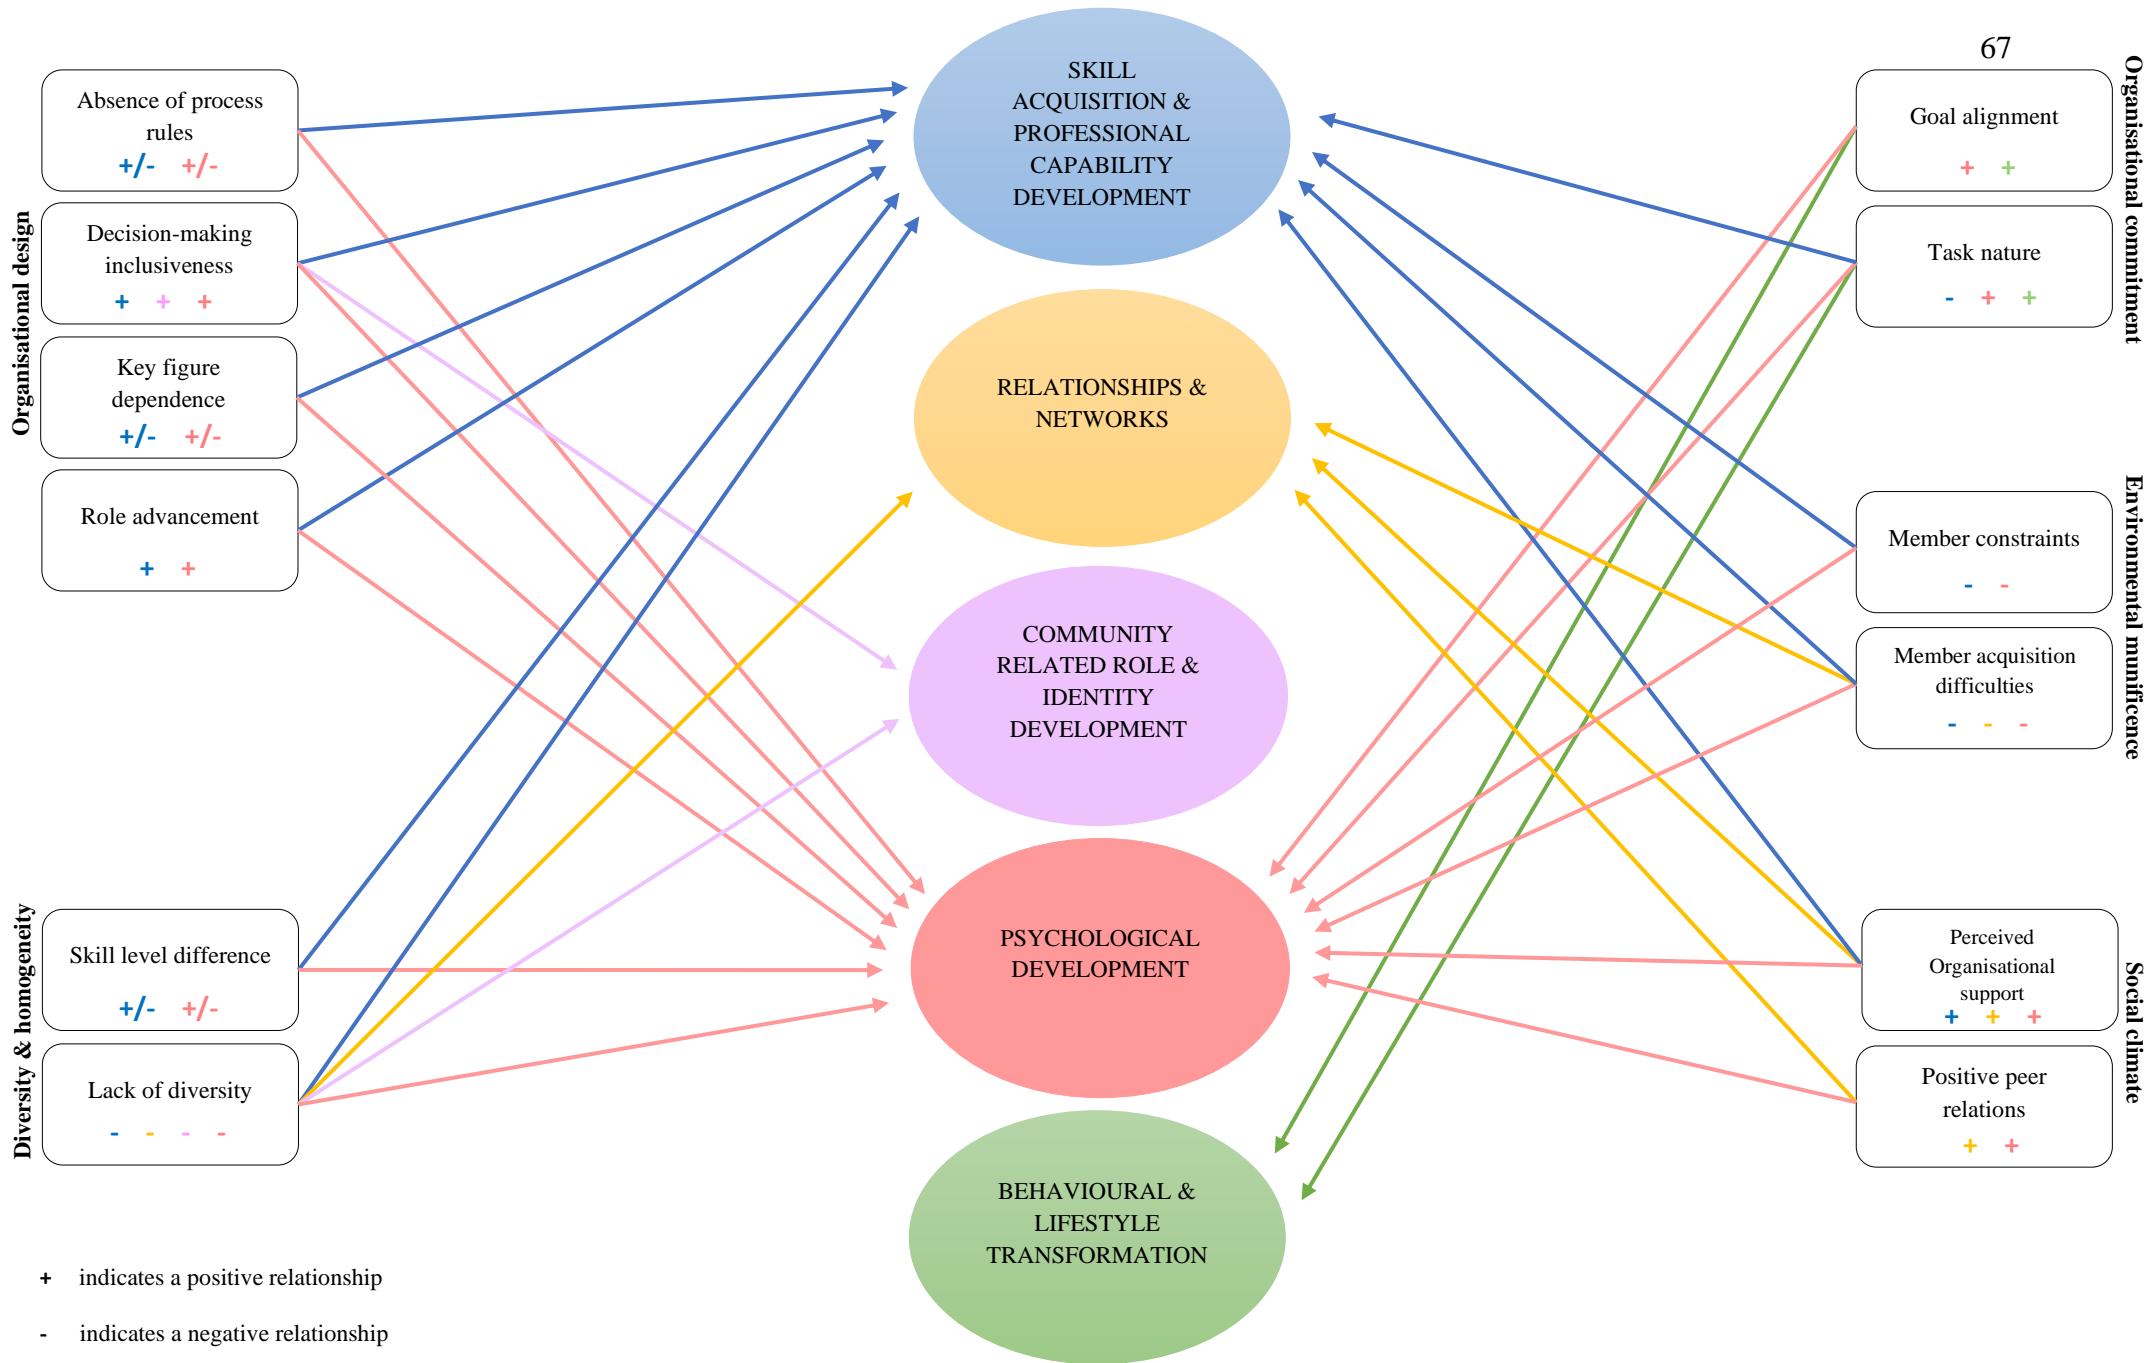 67
Organisational design
Absence of process
rules
+/- +/-
Decision-making
inclusiveness
+ + +
Key figure
dependence
+/- +/-
Role advancement
+ +
Diversity & homogeneity
Skill level difference
+/- +/-
Lack of diversity
- - - -
SKILL
ACQUISITION &
PROFESSIONAL
CAPABILITY
DEVELOPMENT
RELATIONSHIPS &
NETWORKS
COMMUNITY
RELATED ROLE &
IDENTITY
DEVELOPMENT
PSYCHOLOGICAL
DEVELOPMENT
BEHAVIOURAL &
LIFESTYLE
TRANSFORMATION
Organisational commitment
Goal alignment
+ +
Task nature
- + +
Environmental munificence
Member constraints
- -
Member acquisition
difficulties
- - -
Social climate
Perceived
Organisational
support
+ + +
Positive peer
relations
+ +
+ indicates a positive relationship
- indicates a negative relationship